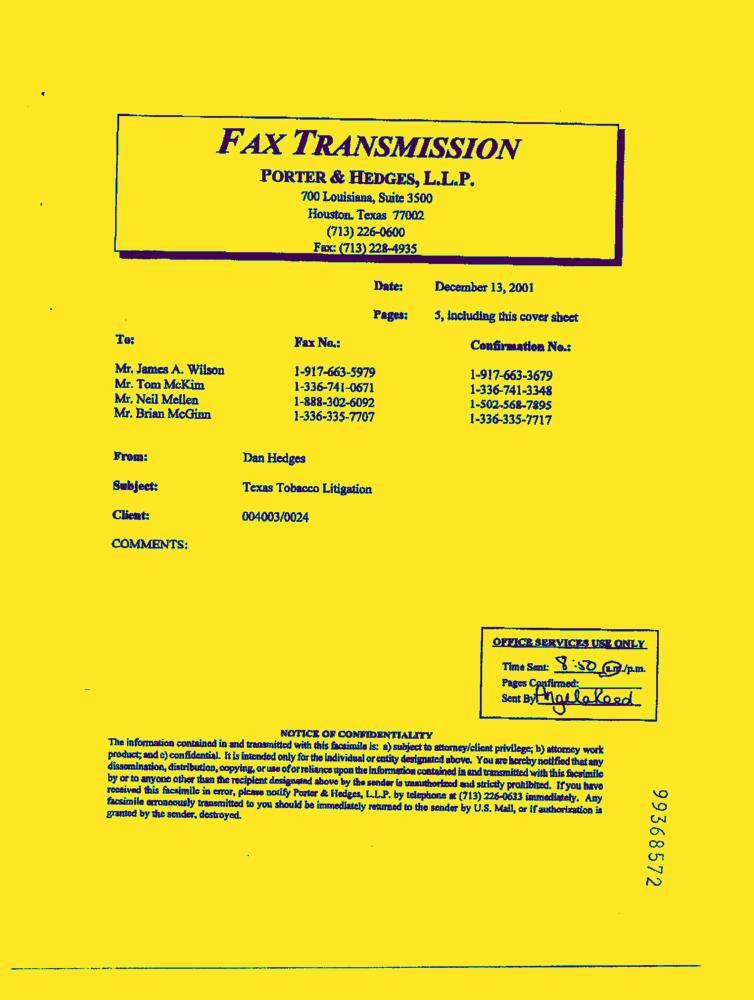 FAX TRANSMISSION
PORTER & HEDGES, L.L.P.
700 Louisiana, Suite 3500
Houston, Texas 77002
(713) 226-0600
Fax: (713) 228-4935
Date: December 13, 2001
Pages: 5, including this cover sheet
To: Fax No.: Confirmation No.:
Mr. James A. Wilson 1-917-663-5979 1-917-663-3679
Mr. Tom McKim 1-336-741-0671 1-336-741-3348
Mr. Neil Mellen 1-888-302-6092 1-502-568-7895
Mr. Brian McGinn 1-336-335-7707 1-336-335-7717
From: Dan Hedges
Subject: Texas Tobacco Litigation
Client: 004003/0024
COMMENTS:
OFFICE SERVICES USE ONLY
Time Sent: 8:50 a.m./p.m.
Pages Confirmed:
Sent By: Angela
NOTICE OF CONFIDENTIALITY
The information contained in and transmitted with this facsimile is: a) subject to attorney/client privilege; b) attorney work
product; and c) confidential. It is intended only for the individual or entity designated above. You are hereby notified that any
dissemination, distribution, copying, or use of or reliance upon the information contained in and transmitted with this facsimile
by or to anyone other than the recipient designated above by the sender is unauthorized and strictly prohibited. If you have
received this facsimile in error, please notify Porter & Hedges, L.L.P. by telephone at (713) 226-0633 immediately. Any
facsimile erroneously transmitted to you should be immediately returned to the sender by U.S. Mail, or if authorization is
granted by the sender, destroyed.
99368572